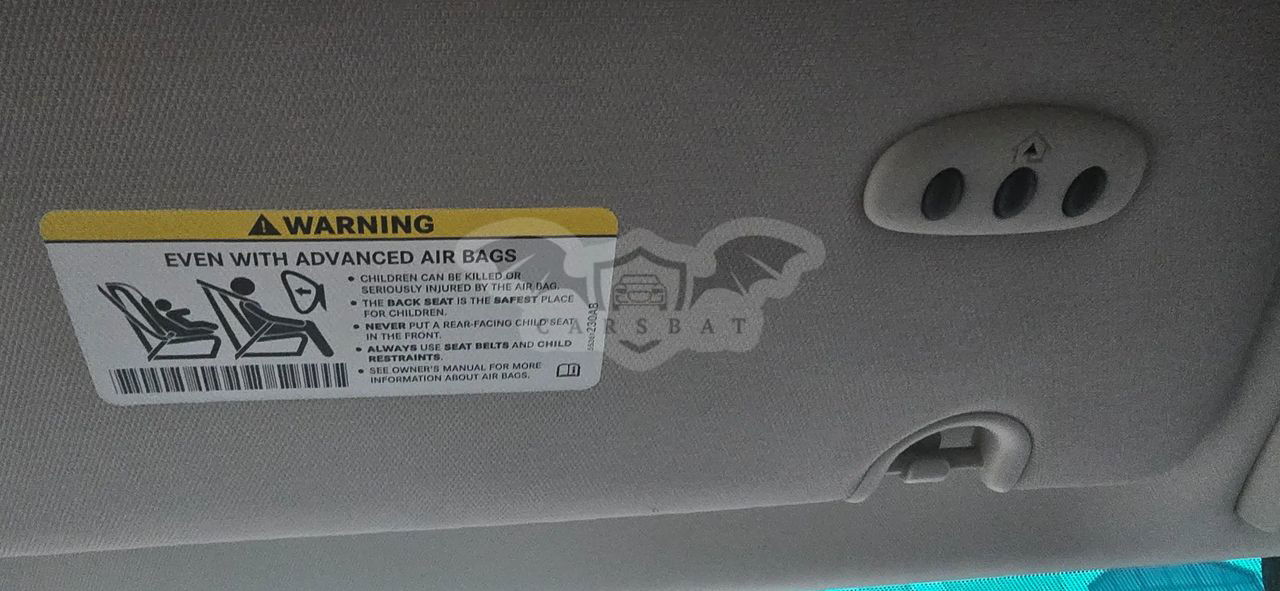 WARNING
EVEN WITH ADVANCED AIR BAGS
• CHILDREN CAN BE KILLED OR
SERIOUSLY INJURED BY THE AIR BAG.
• THE BACK SEAT IS THE SAFEST PLACE
FOR CHILDREN.
• NEVER PUT A REAR-FACING CHILD SEAT
IN THE FRONT.
• ALWAYS USE SEAT BELTS AND CHILD
RESTRAINTS.
• SEE OWNER'S MANUAL FOR MORE
INFORMATION ABOUT AIR BAGS.
CARSBAT